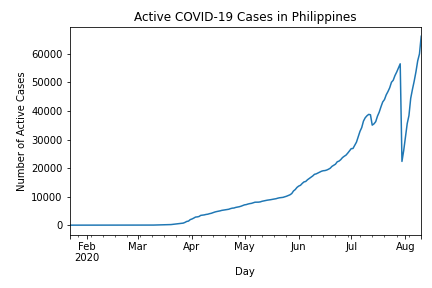 Active COVID-19 Cases in Philippines
Number of Active Cases
60000
50000
40000
30000
20000
10000
0
Feb
2020
Mar
Apr
May
Jun
Jul
Aug
Day